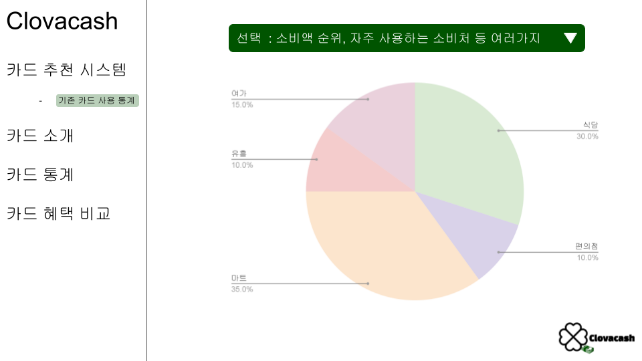 Clovacash
카드 추천 시스템
- 기존 카드 사용 통계
카드 소개
카드 통계
카드 혜택 비교
선택 : 소비액 순위, 자주 사용하는 소비처 등 여러가지
여가
15.0%
식당
30.0%
유흥
10.0%
편의점
10.0%
마트
35.0%
Clovacash